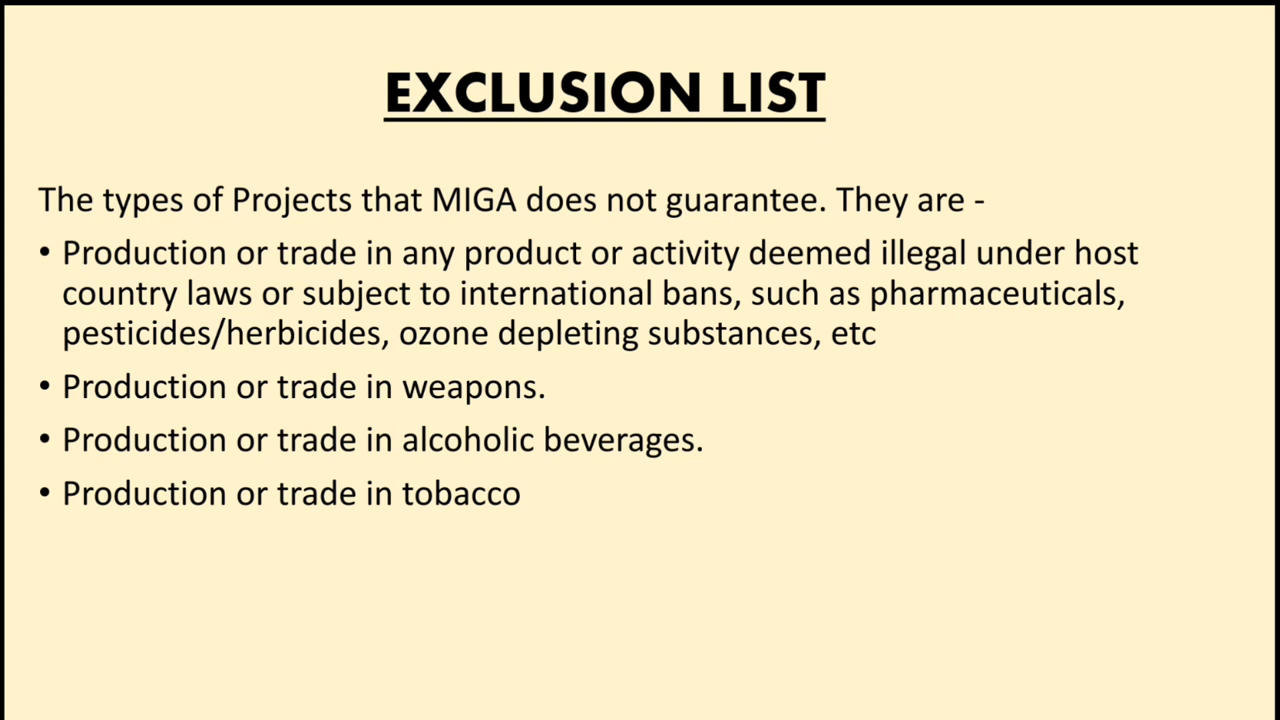 EXCLUSION LIST
The types of Projects that MIGA does not guarantee. They are -
• Production or trade in any product or activity deemed illegal under host
country laws or subject to international bans, such as pharmaceuticals,
pesticides/herbicides, ozone depleting substances, etc
• Production or trade in weapons.
• Production or trade in alcoholic beverages.
• Production or trade in tobacco